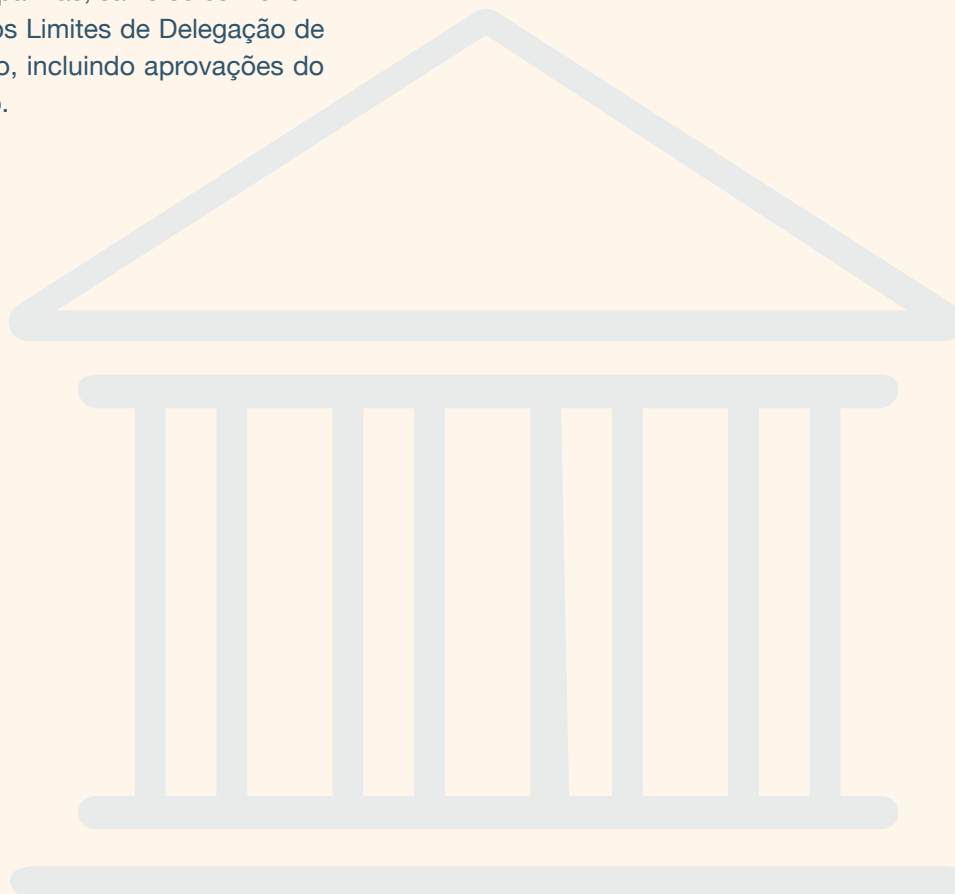 os Limites de Delegação de
o, incluindo aprovações do
o.